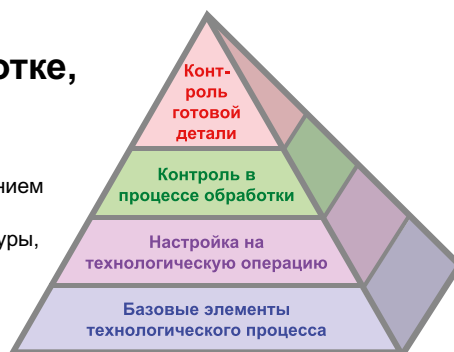 отке,
Конт-
роль
готовой
детали
нием
Контроль в
процессе обработки
уры,
Настройка на
технологическую операцию
Базовые элементы
технологического процесса